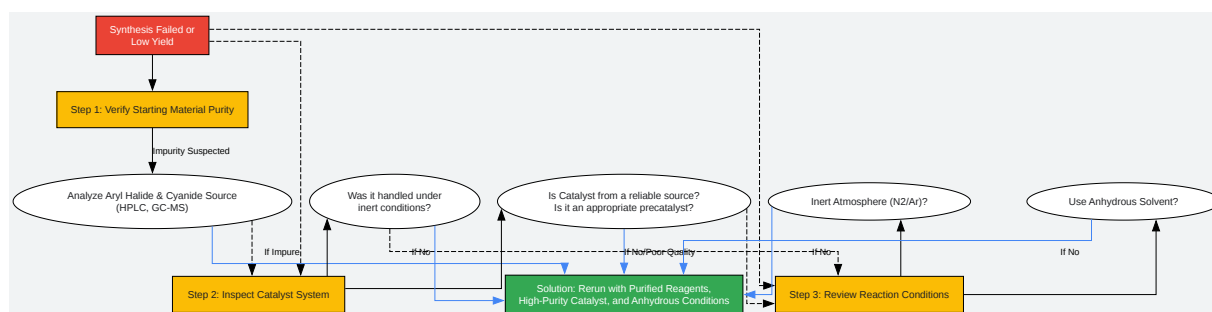 Synthesis Failed or
Low Yield
Step 1: Verify Starting Material Purity
Impurity Suspected
Analyze Aryl Halide & Cyanide Source
(HPLC, GC-MS)
Was it handled under
inert conditions?
Is Catalyst from a reliable source?
Is it an appropriate precatalyst?
Inert Atmosphere (N2/Ar)?
Use Anhydrous Solvent?
If Impure
If No
If No/Poor Quality
If No
If No
Step 2: Inspect Catalyst System
Solution: Rerun with Purified Reagents,
High-Purity Catalyst, and Anhydrous Conditions
Step 3: Review Reaction Conditions